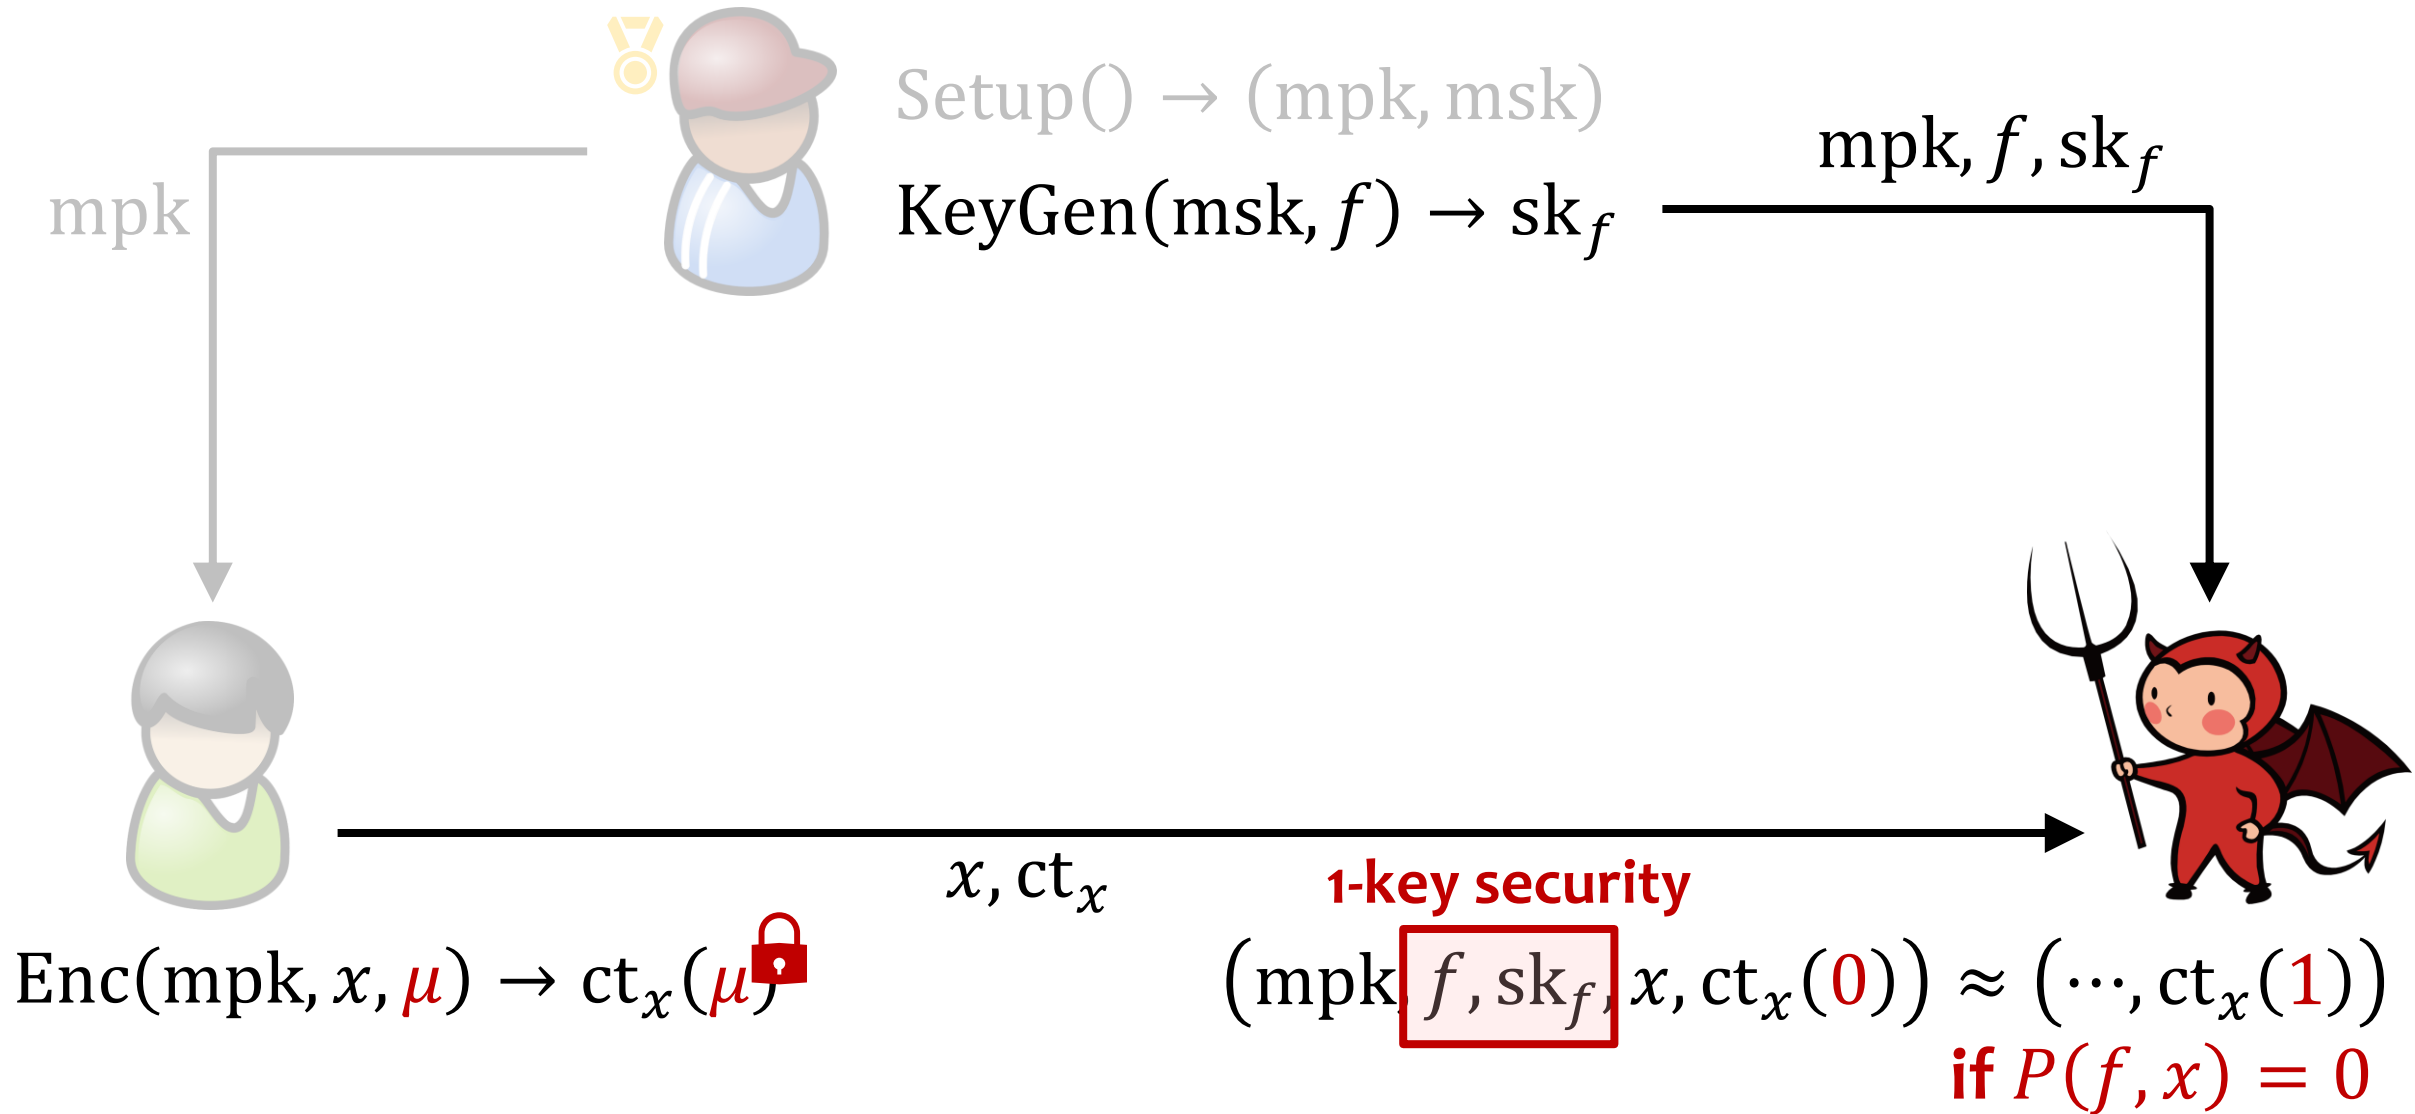 Setup() → (mpk, msk)
mpk, f, sk_f
mpk
KeyGen(msk, f) → sk_f
x, ct_x
1-key security
Enc(mpk, x, μ) → ct_x(μ)
(mpk, f, sk_f, x, ct_x(0)) ≈ (⋯, ct_x(1))
if P(f, x) = 0